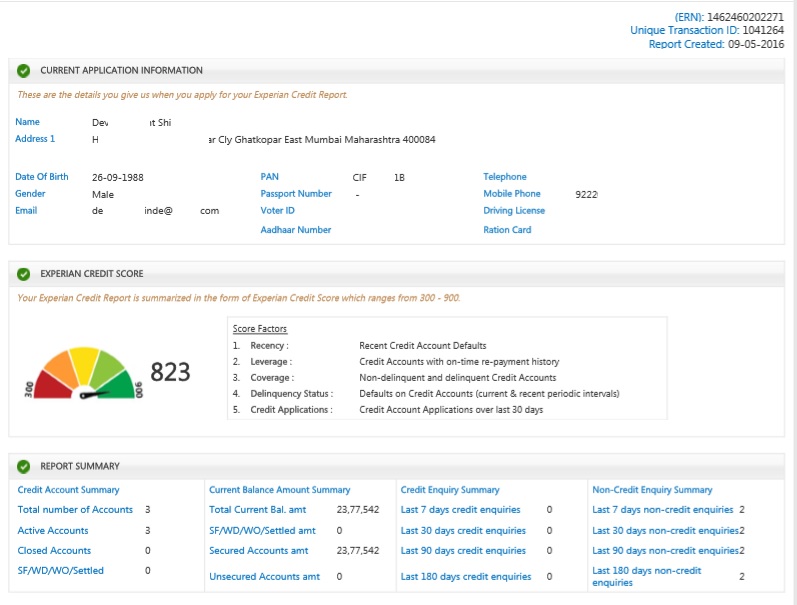 (ERN): 1462460202271
Unique Transaction ID: 1041264
Report Created: 09-05-2016
CURRENT APPLICATION INFORMATION
These are the details you give us when you apply for your Experian Credit Report.
Name Dev t Shi
Address 1 H ar Cly Ghatkopar East Mumbai Maharashtra 400084
Date Of Birth 26-09-1988 PAN CIF 1B Telephone
Gender Male Passport Number - Mobile Phone 9222
Email de inde@ com Voter ID Driving License
Aadhaar Number Ration Card
EXPERIAN CREDIT SCORE
Your Experian Credit Report is summarized in the form of Experian Credit Score which ranges from 300 - 900.
300 900 823
Score Factors
1. Recency : Recent Credit Account Defaults
2. Leverage : Credit Accounts with on-time re-payment history
3. Coverage : Non-delinquent and delinquent Credit Accounts
4. Delinquency Status : Defaults on Credit Accounts (current & recent periodic intervals)
5. Credit Applications : Credit Account Applications over last 30 days
REPORT SUMMARY
Credit Account Summary Current Balance Amount Summary Credit Enquiry Summary Non-Credit Enquiry Summary
Total number of Accounts 3 Total Current Bal. amt 23,77,542 Last 7 days credit enquiries 0 Last 7 days non-credit enquiries 2
Active Accounts 3 SF/WD/WO/Settled amt 0 Last 30 days credit enquiries 0 Last 30 days non-credit enquiries2
Closed Accounts 0 Secured Accounts amt 23,77,542 Last 90 days credit enquiries 0 Last 90 days non-credit enquiries2
SF/WD/WO/Settled 0 Unsecured Accounts amt 0 Last 180 days credit enquiries 0 Last 180 days non-credit
enquiries 2